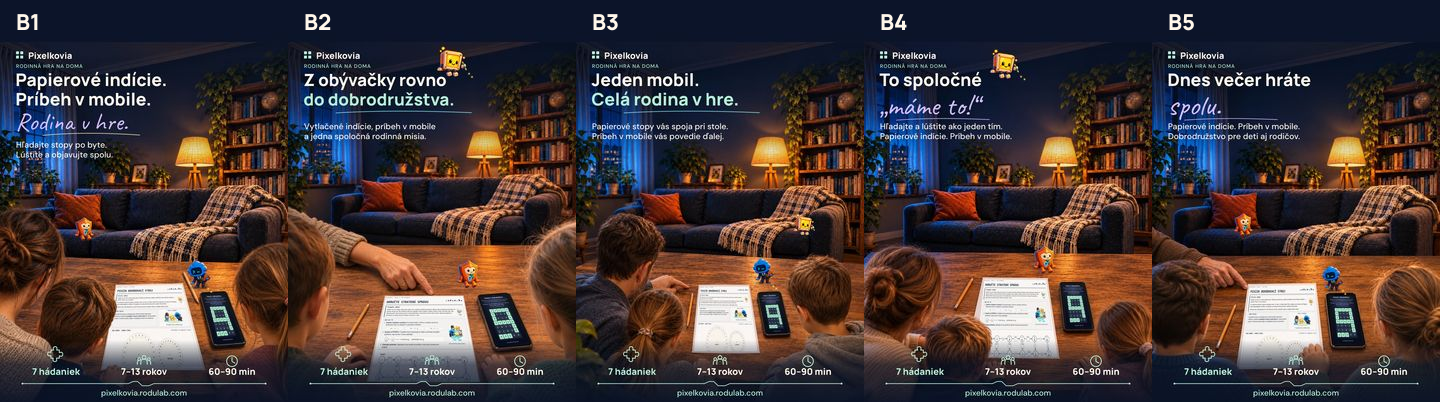 B1
Pixelkovia
RODINNÁ HRA NA DOMA
Papierové indície.
Príbeh v mobile.
Rodina v hre.
Hľadajte stopy po byte.
Lúštite a objavujte spolu.
7 hádaniek
7–13 rokov
60–90 min
pixelkovia.rodulab.com
B2
Pixelkovia
RODINNÁ HRA NA DOMA
Z obývačky rovno
do dobrodružstva.
Vytlačené indície, príbeh v mobile
a jedna spoločná rodinná misia.
7 hádaniek
7–13 rokov
60–90 min
pixelkovia.rodulab.com
B3
Pixelkovia
RODINNÁ HRA NA DOMA
Jeden mobil.
Celá rodina v hre.
Papierové stopy vás spoja pri stole.
Príbeh v mobile vás povedie ďalej.
7 hádaniek
7–13 rokov
60–90 min
pixelkovia.rodulab.com
B4
Pixelkovia
RODINNÁ HRA NA DOMA
To spoločné
„máme to!“
Hľadajte a lúštite ako jeden tím.
Papierové indície. Príbeh v mobile.
7 hádaniek
7–13 rokov
60–90 min
pixelkovia.rodulab.com
B5
Pixelkovia
RODINNÁ HRA NA DOMA
Dnes večer hráte
spolu.
Papierové indície. Príbeh v mobile.
Dobrodružstvo pre deti aj rodičov.
7 hádaniek
7–13 rokov
60–90 min
pixelkovia.rodulab.com